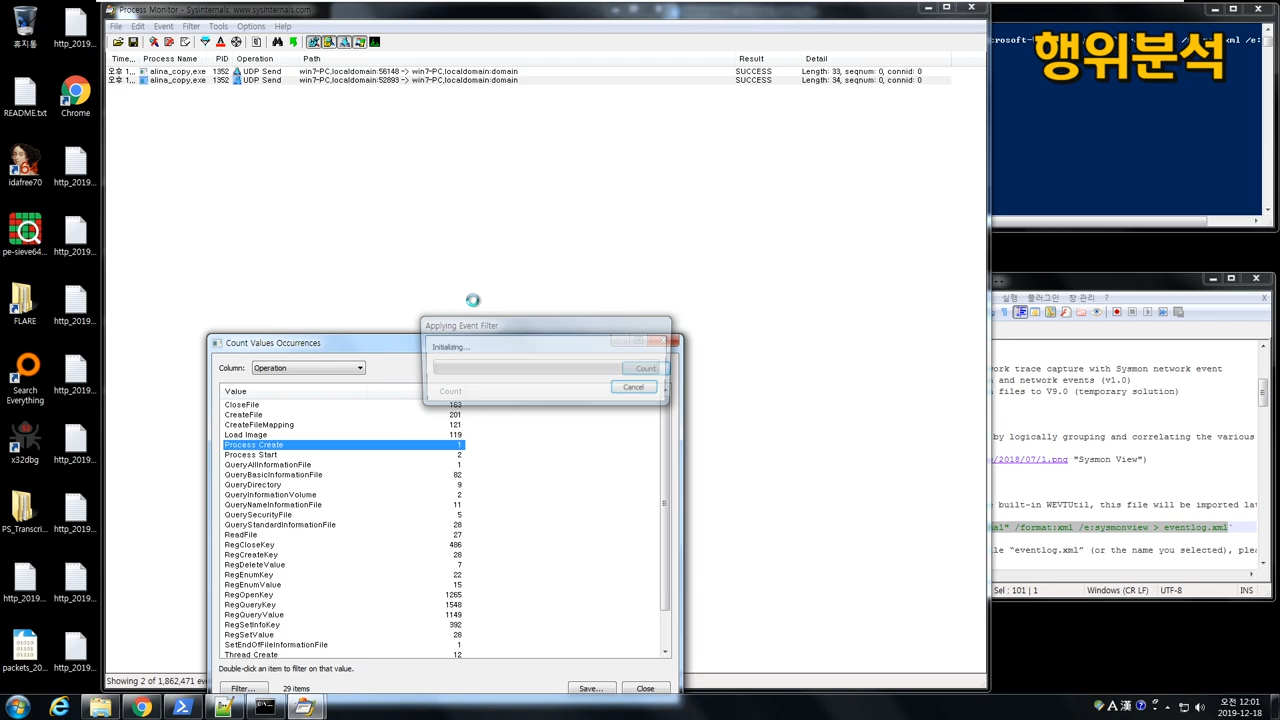 Process Monitor - Sysinternals: www.sysinternals.com
File Edit Event Filter Tools Options Help
Time... Process Name PID Operation Path Result Detail
오후 1... alina_copy,exe 1352 UDP Send win7-PC,localdomain:56148 -> win7-PC,localdomain:domain SUCCESS Length: 33, seqnum: 0, connid: 0
오후 1... alina_copy,exe 1352 UDP Send win7-PC,localdomain:52893 -> win7-PC,localdomain:domain SUCCESS Length: 34, seqnum: 0, connid: 0
행위분석
휴지통
http_2019...
README.txt
Chrome
idafree70
http_2019...
pe-sieve64...
http_2019...
FLARE
http_2019...
Search Everything
http_2019...
x32dbg
http_2019...
PS_Transcri...
http_2019...
http_2019...
http_2019...
packets_20...
http_2019...
Applying Event Filter
Initializing...
Cancel
Count Values Occurrences
Column: Operation
Count
Value Count
CloseFile 163
CreateFile 201
CreateFileMapping 121
Load Image 119
Process Create 1
Process Start 2
QueryAllInformationFile 1
QueryBasicInformationFile 82
QueryDirectory 9
QueryInformationVolume 2
QueryNameInformationFile 11
QuerySecurityFile 5
QueryStandardInformationFile 28
ReadFile 27
RegCloseKey 486
RegCreateKey 28
RegDeleteValue 7
RegEnumKey 22
RegEnumValue 15
RegOpenKey 1265
RegQueryKey 1548
RegQueryValue 1149
RegSetInfoKey 392
RegSetValue 28
SetEndOfFileInformationFile 1
Thread Create 12
Double-click an item to filter on that value.
Filter... 29 items Save... Close
Showing 2 of 1,862,471 eve
실행 플러그인 창 관리 ?
work trace capture with Sysmon network event
and network events (v1.0)
files to V9.0 (temporary solution)
by logically grouping and correlating the various
/2018/07/1.png "Sysmon View")
built-in WEVTUtil, this file will be imported lat
al" /format:xml /e:sysmonview > eventlog.xml`
le "eventlog.xml" (or the name you selected), plea
Sel : 101 | 1 Windows (CR LF) UTF-8 INS
오전 12:01
2019-12-18